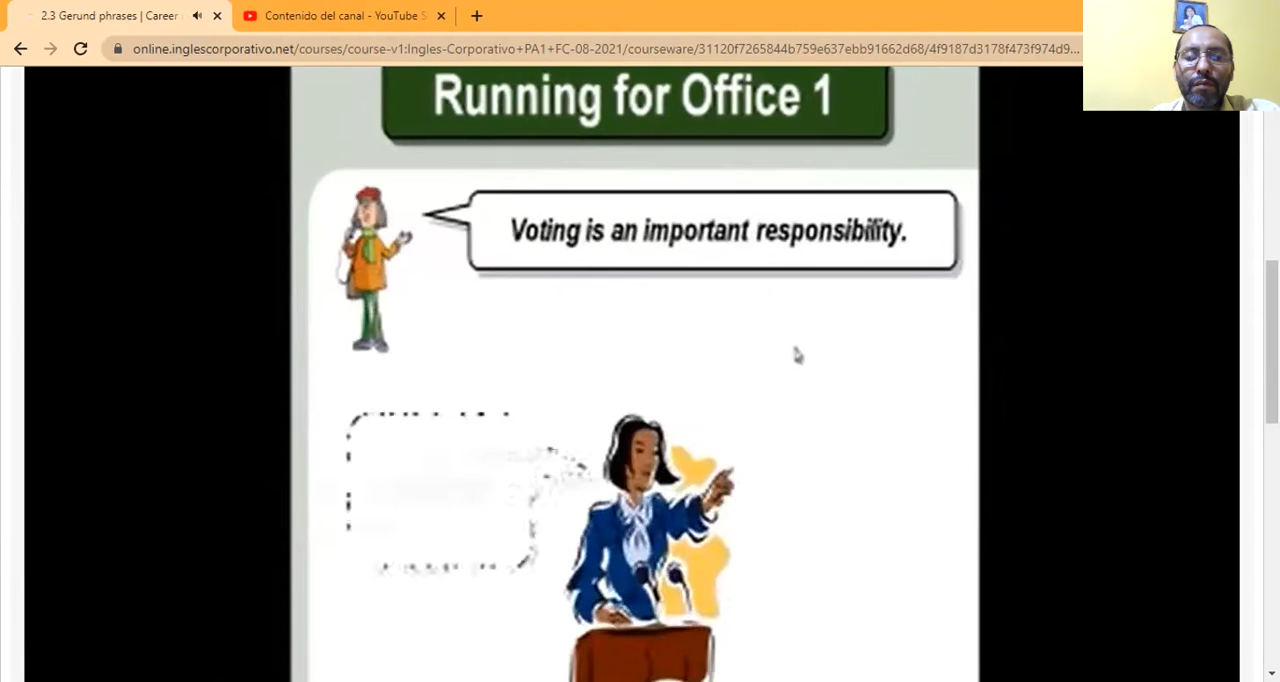 2.3 Gerund phrases | Career
Contenido del canal - YouTube S
online.inglescorporativo.net/courses/course-v1:Ingles-Corporativo+PA1+FC-08-2021/courseware/31120f7265844b759e637ebb91662d68/4f9187d3178f473f974d9...
Running for Office 1
Voting is an important responsibility.